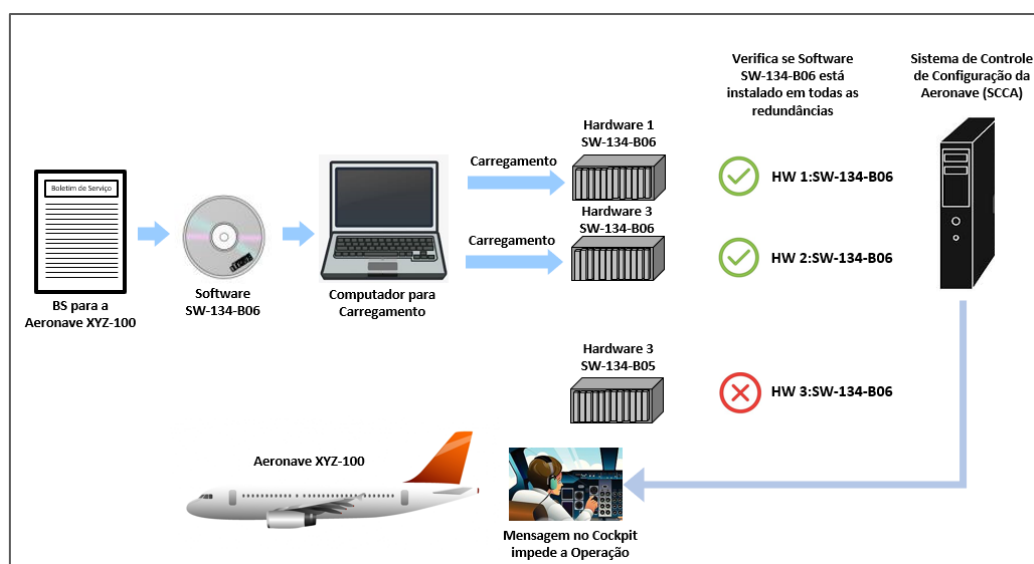 Verifica se Software
SW-134-B06 está
instalado em todas as
redundâncias
Sistema de Controle
de Configuração da
Aeronave (SCCA)
Hardware 1
SW-134-B06
Carregamento
HW 1:SW-134-B06
Boletim de Serviço
Hardware 3
SW-134-B06
Carregamento
HW 2:SW-134-B06
BS para a
Aeronave XYZ-100
Software
SW-134-B06
Computador para
Carregamento
Hardware 3
SW-134-B05
HW 3:SW-134-B06
Aeronave XYZ-100
Mensagem no Cockpit
impede a Operação